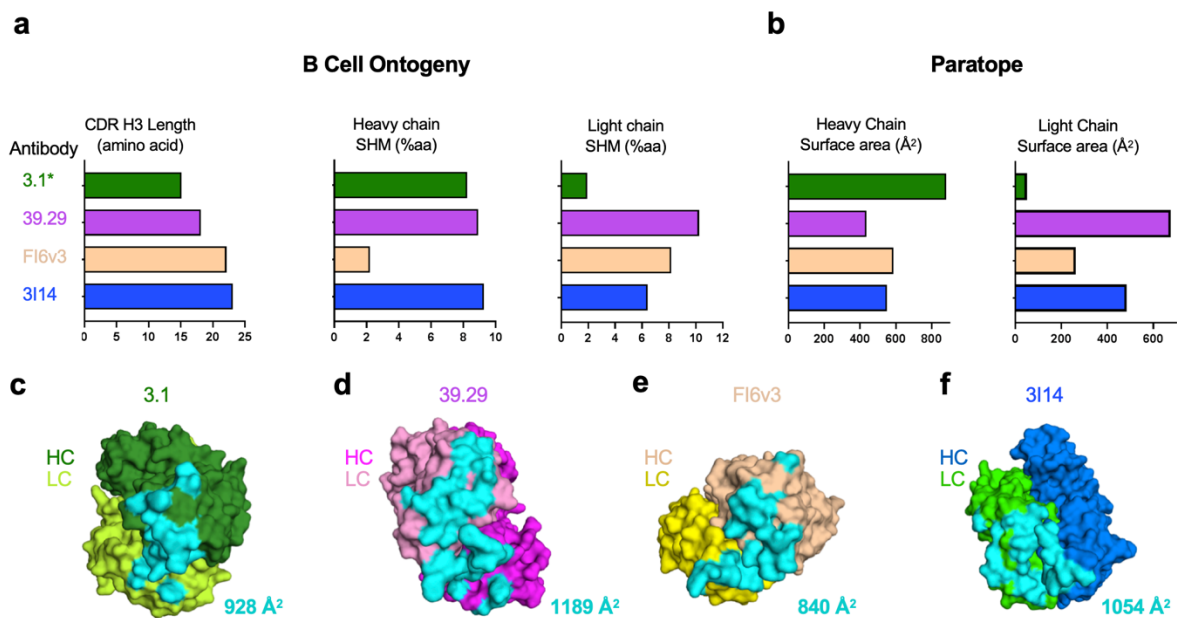 a
b
B Cell Ontogeny
Paratope
CDR H3 Length
(amino acid)
Heavy chain
SHM (%aa)
Light chain
SHM (%aa)
Heavy Chain
Surface area (Å²)
Light Chain
Surface area (Å²)
Antibody
3.1*
39.29
FI6v3
3I14
0 5 10 15 20 25
0 2 4 6 8 10
0 2 4 6 8 10 12
0 200 400 600 800
0 200 400 600
c
3.1
HC
LC
928 Å²
d
39.29
HC
LC
1189 Å²
e
FI6v3
HC
LC
840 Å²
f
3I14
HC
LC
1054 Å²